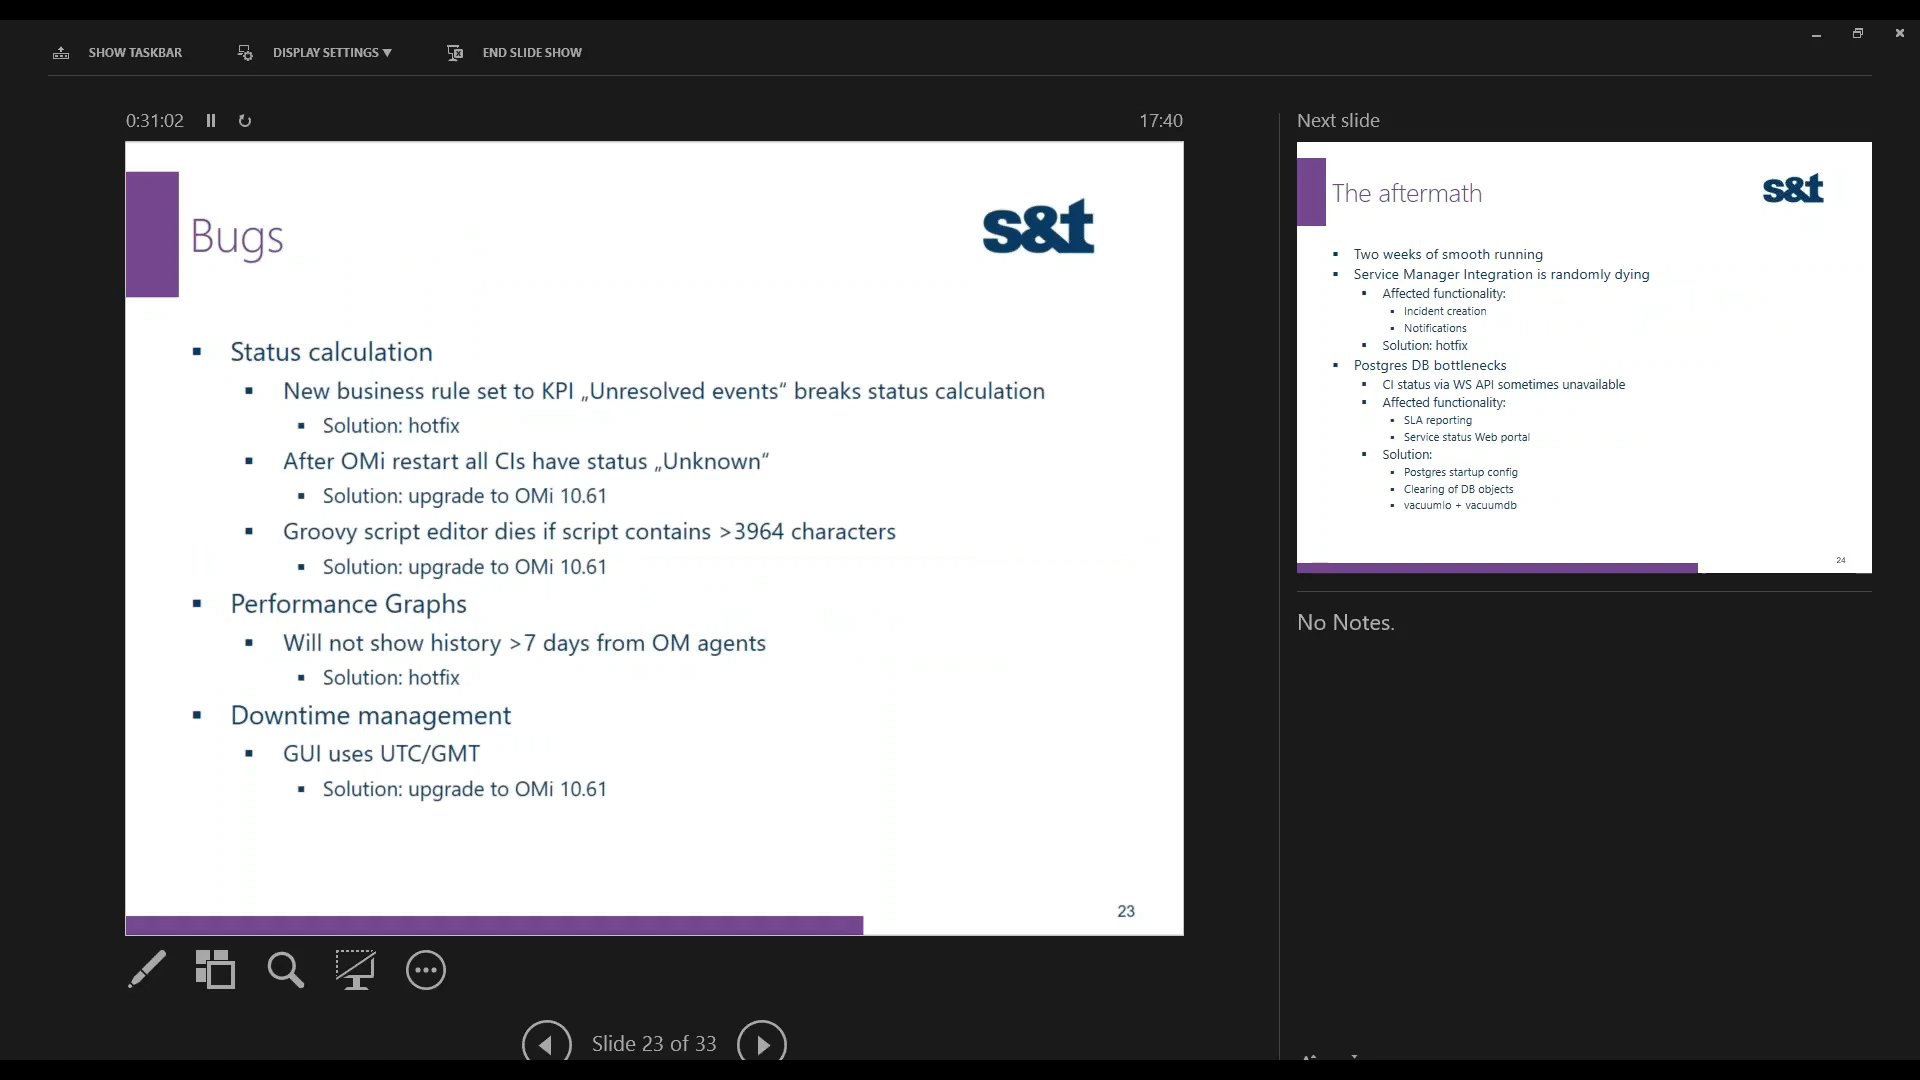 SHOW TASKBAR
DISPLAY SETTINGS
END SLIDE SHOW
0:31:02
17:40
Bugs
s&t
Status calculation
New business rule set to KPI „Unresolved events“ breaks status calculation
Solution: hotfix
After OMi restart all CIs have status „Unknown“
Solution: upgrade to OMi 10.61
Groovy script editor dies if script contains >3964 characters
Solution: upgrade to OMi 10.61
Performance Graphs
Will not show history >7 days from OM agents
Solution: hotfix
Downtime management
GUI uses UTC/GMT
Solution: upgrade to OMi 10.61
23
Slide 23 of 33
Next slide
The aftermath
s&t
Two weeks of smooth running
Service Manager Integration is randomly dying
Affected functionality:
Incident creation
Notifications
Solution: hotfix
Postgres DB bottlenecks
CI status via WS API sometimes unavailable
Affected functionality:
SLA reporting
Service status Web portal
Solution:
Postgres startup config
Clearing of DB objects
vacuumlo + vacuumdb
24
No Notes.